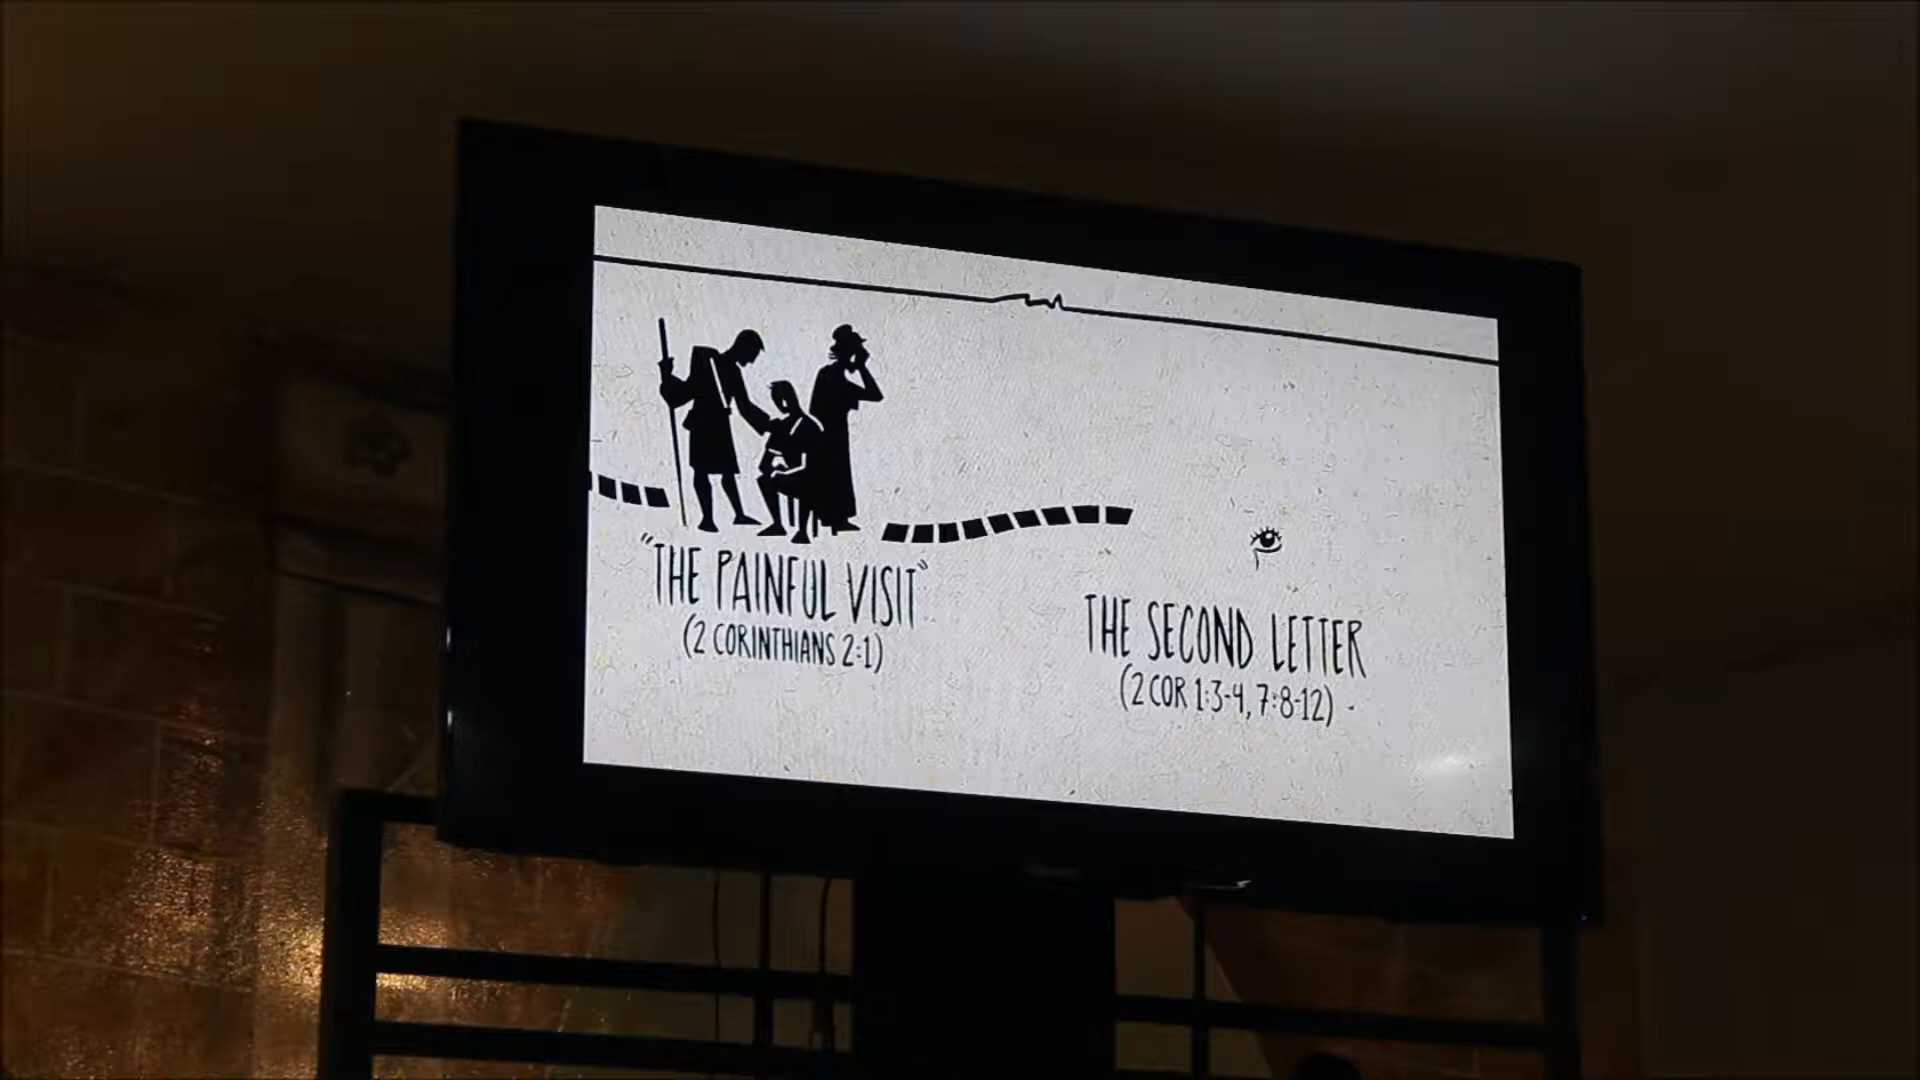 "THE PAINFUL VISIT"
(2 CORINTHIANS 2:1)
THE SECOND LETTER
(2 COR 1:3-4, 7:8-12)